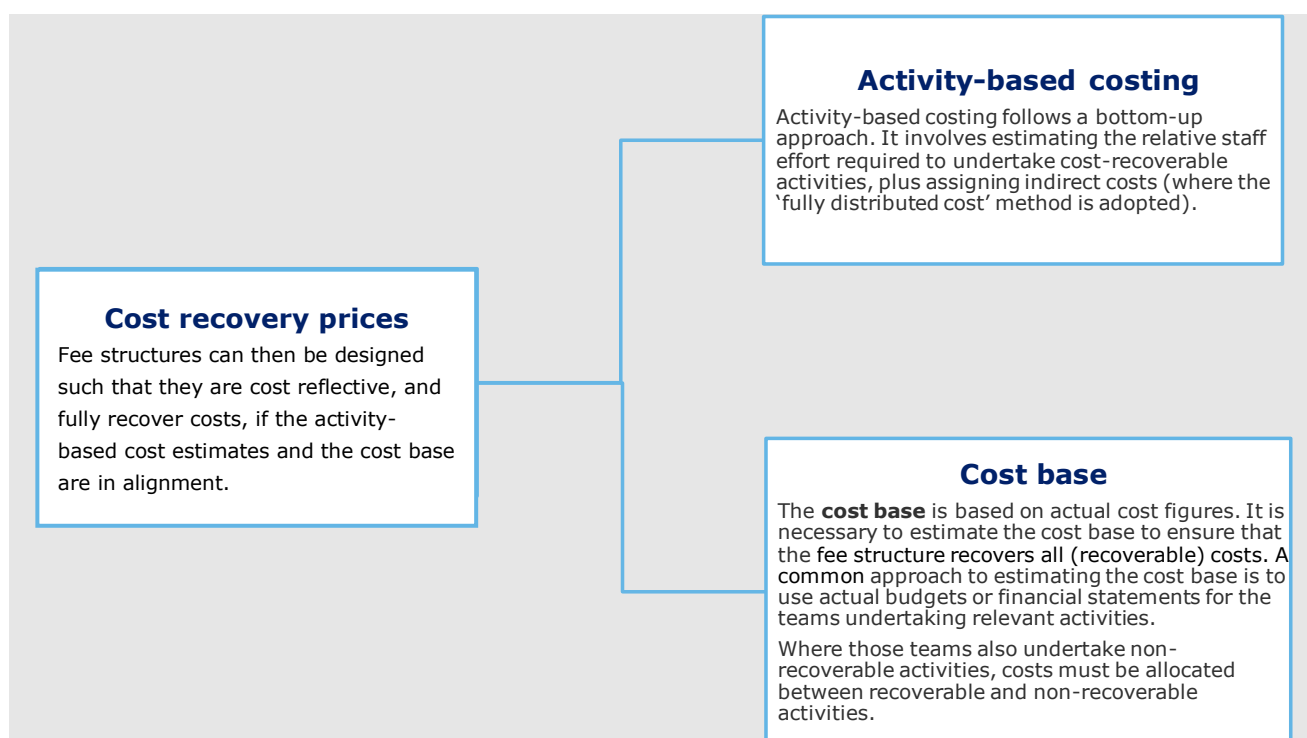 Activity-based costing
Activity-based costing follows a bottom-up
approach. It involves estimating the relative staff
effort required to undertake cost-recoverable
activities, plus assigning indirect costs (where the
‘fully distributed cost’ method is adopted).
Cost recovery prices
Fee structures can then be designed
such that they are cost reflective, and
fully recover costs, if the activity-
based cost estimates and the cost base
are in alignment.
Cost base
The cost base is based on actual cost figures. It is
necessary to estimate the cost base to ensure that
the fee structure recovers all (recoverable) costs. A
common approach to estimating the cost base is to
use actual budgets or financial statements for the
teams undertaking relevant activities.
Where those teams also undertake non-
recoverable activities, costs must be allocated
between recoverable and non-recoverable
activities.